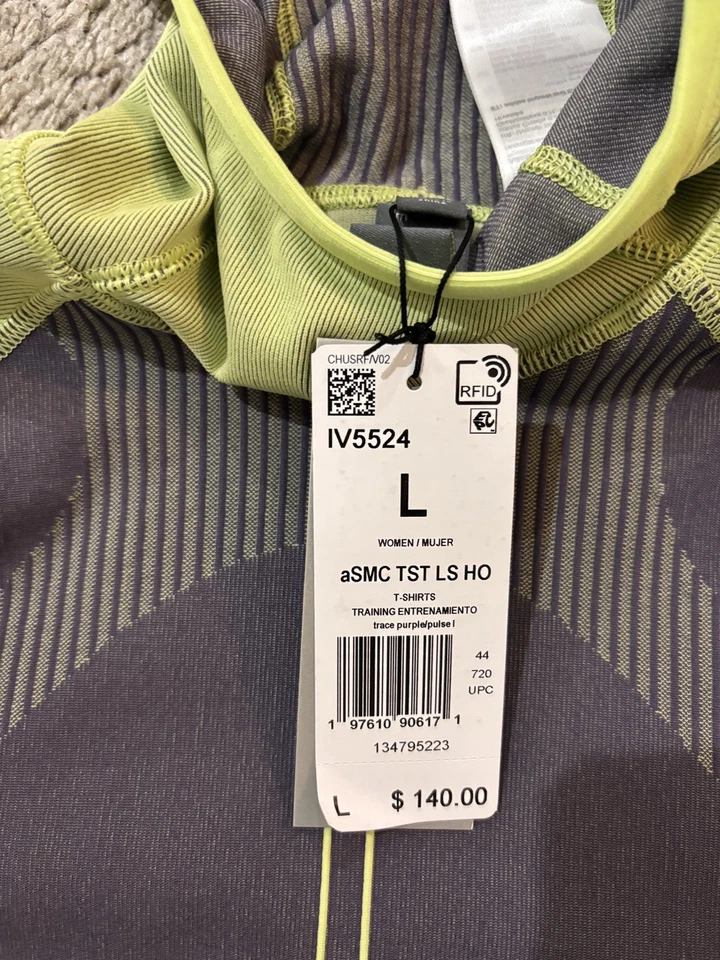 CHUSRF/V02
RFID
IV5524
L
WOMEN / MUJER
aSMC TST LS HO
T-SHIRTS
TRAINING ENTRENAMIENTO
trace purple/pulse l
44
720
UPC
1 97610 90617 1
134795223
L $ 140.00